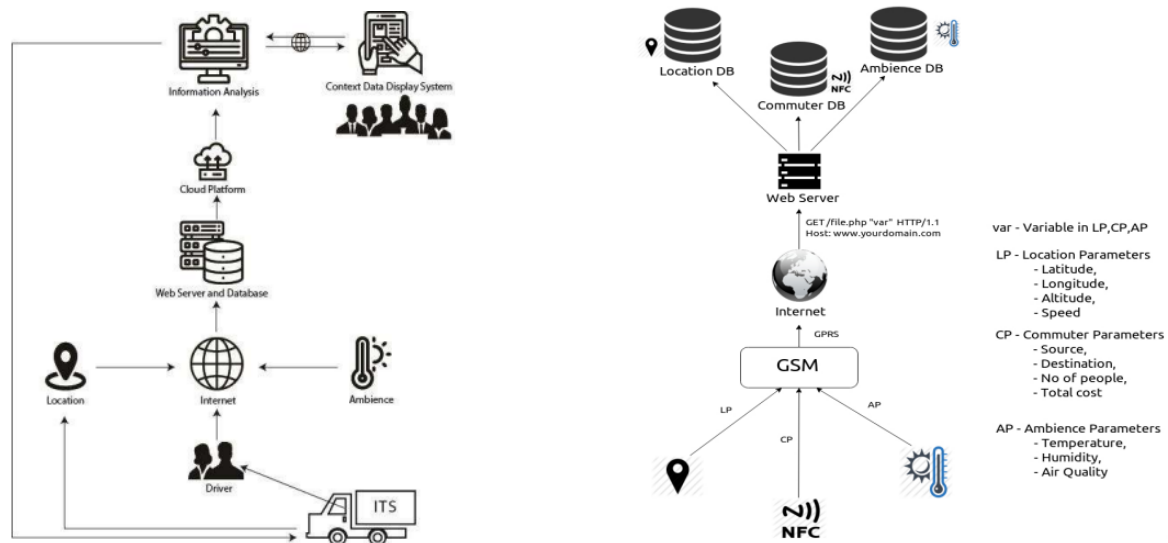 Information Analysis
Context Data Display System
Cloud Platform
Web Server and Database
Location
Internet
Ambience
Driver
ITS
Location DB
Ambience DB
NFC
Commuter DB
Web Server
GET /file.php "var" HTTP/1.1
Host: www.yourdomain.com
Internet
GPRS
GSM
LP
AP
CP
NFC
var - Variable in LP,CP,AP
LP - Location Parameters
- Latitude,
- Longitude,
- Altitude,
- Speed
CP - Commuter Parameters
- Source,
- Destination,
- No of people,
- Total cost
AP - Ambience Parameters
- Temperature,
- Humidity,
- Air Quality